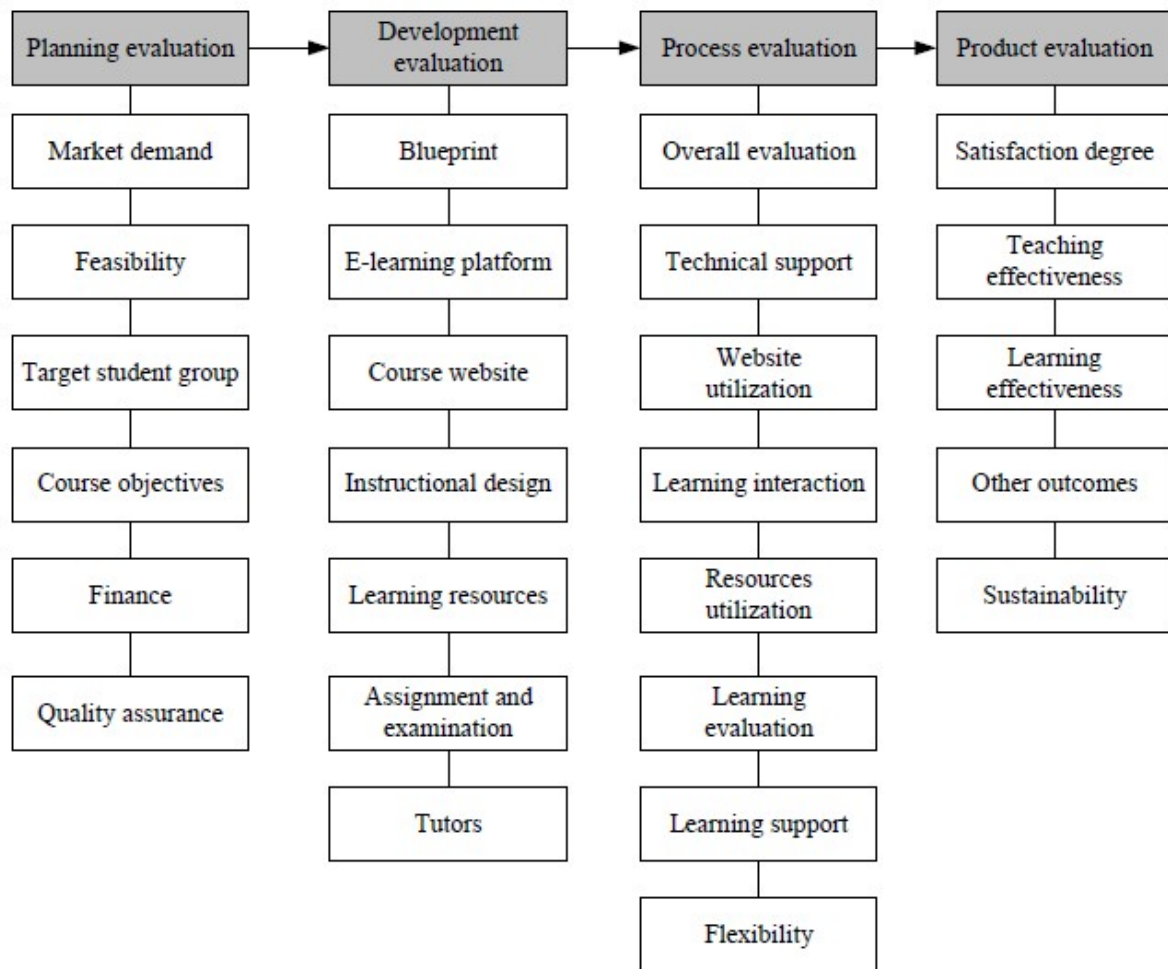 Planning evaluation
Development
evaluation
Process evaluation
Product evaluation
Market demand
Feasibility
Target student group
Course objectives
Finance
Quality assurance
Blueprint
E-learning platform
Course website
Instructional design
Learning resources
Assignment and
examination
Tutors
Overall evaluation
Technical support
Website
utilization
Learning interaction
Resources
utilization
Learning
evaluation
Learning support
Flexibility
Satisfaction degree
Teaching
effectiveness
Learning
effectiveness
Other outcomes
Sustainability